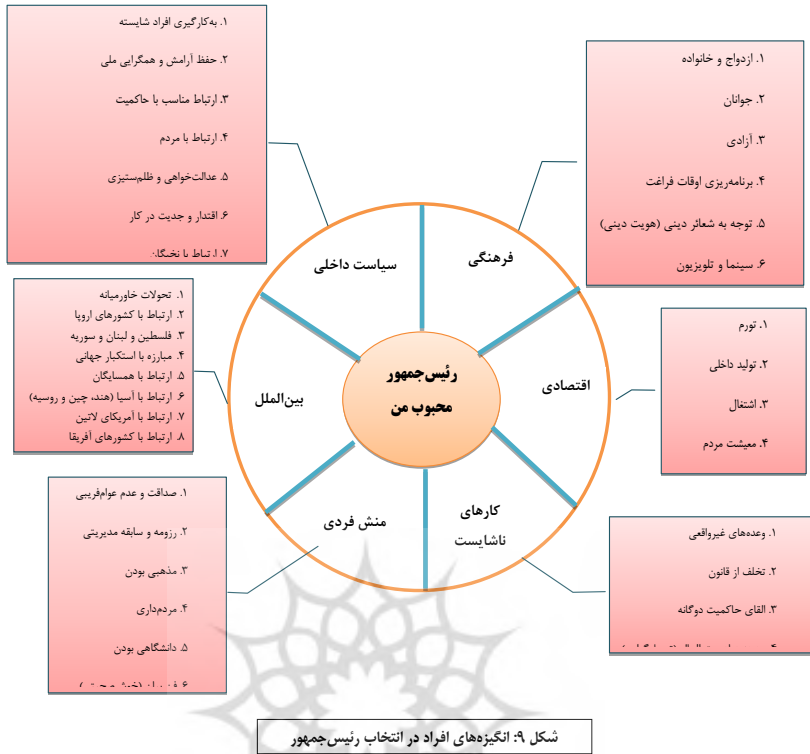 ۱. به‌کارگیری افراد شایسته
۲. حفظ آرامش و همگرایی ملی
۳. ارتباط مناسب با حاکمیت
۴. ارتباط با مردم
۵. عدالت‌خواهی و ظلم‌ستیزی
۶. اقتدار و جدیت در کار
۷. ارتباط با نخبگان
۱. ازدواج و خانواده
۲. جوانان
۳. آزادی
۴. برنامه‌ریزی اوقات فراغت
۵. توجه به شعائر دینی (هویت دینی)
۶. سینما و تلویزیون
سیاست داخلی
فرهنگی
۱. تحولات خاورمیانه
۲. ارتباط با کشورهای اروپا
۳. فلسطین و لبنان و سوریه
۴. مبارزه با استکبار جهانی
۵. ارتباط با همسایگان
۶. ارتباط با آسیا (هند، چین و روسیه)
۷. ارتباط با آمریکای لاتین
۸. ارتباط با کشورهای آفریقا
بین‌الملل
رئیس‌جمهور
محبوب من
اقتصادی
۱. تورم
۲. تولید داخلی
۳. اشتغال
۴. معیشت مردم
۱. صداقت و عدم عوام‌فریبی
۲. رزومه و سابقه مدیریتی
۳. مذهبی بودن
۴. مردم‌داری
۵. دانشگاهی بودن
۶.
منش فردی
کارهای
ناشایست
۱. وعده‌های غیرواقعی
۲. تخلف از قانون
۳. القای حاکمیت دوگانه
شکل ۹: انگیزه‌های افراد در انتخاب رئیس‌جمهور